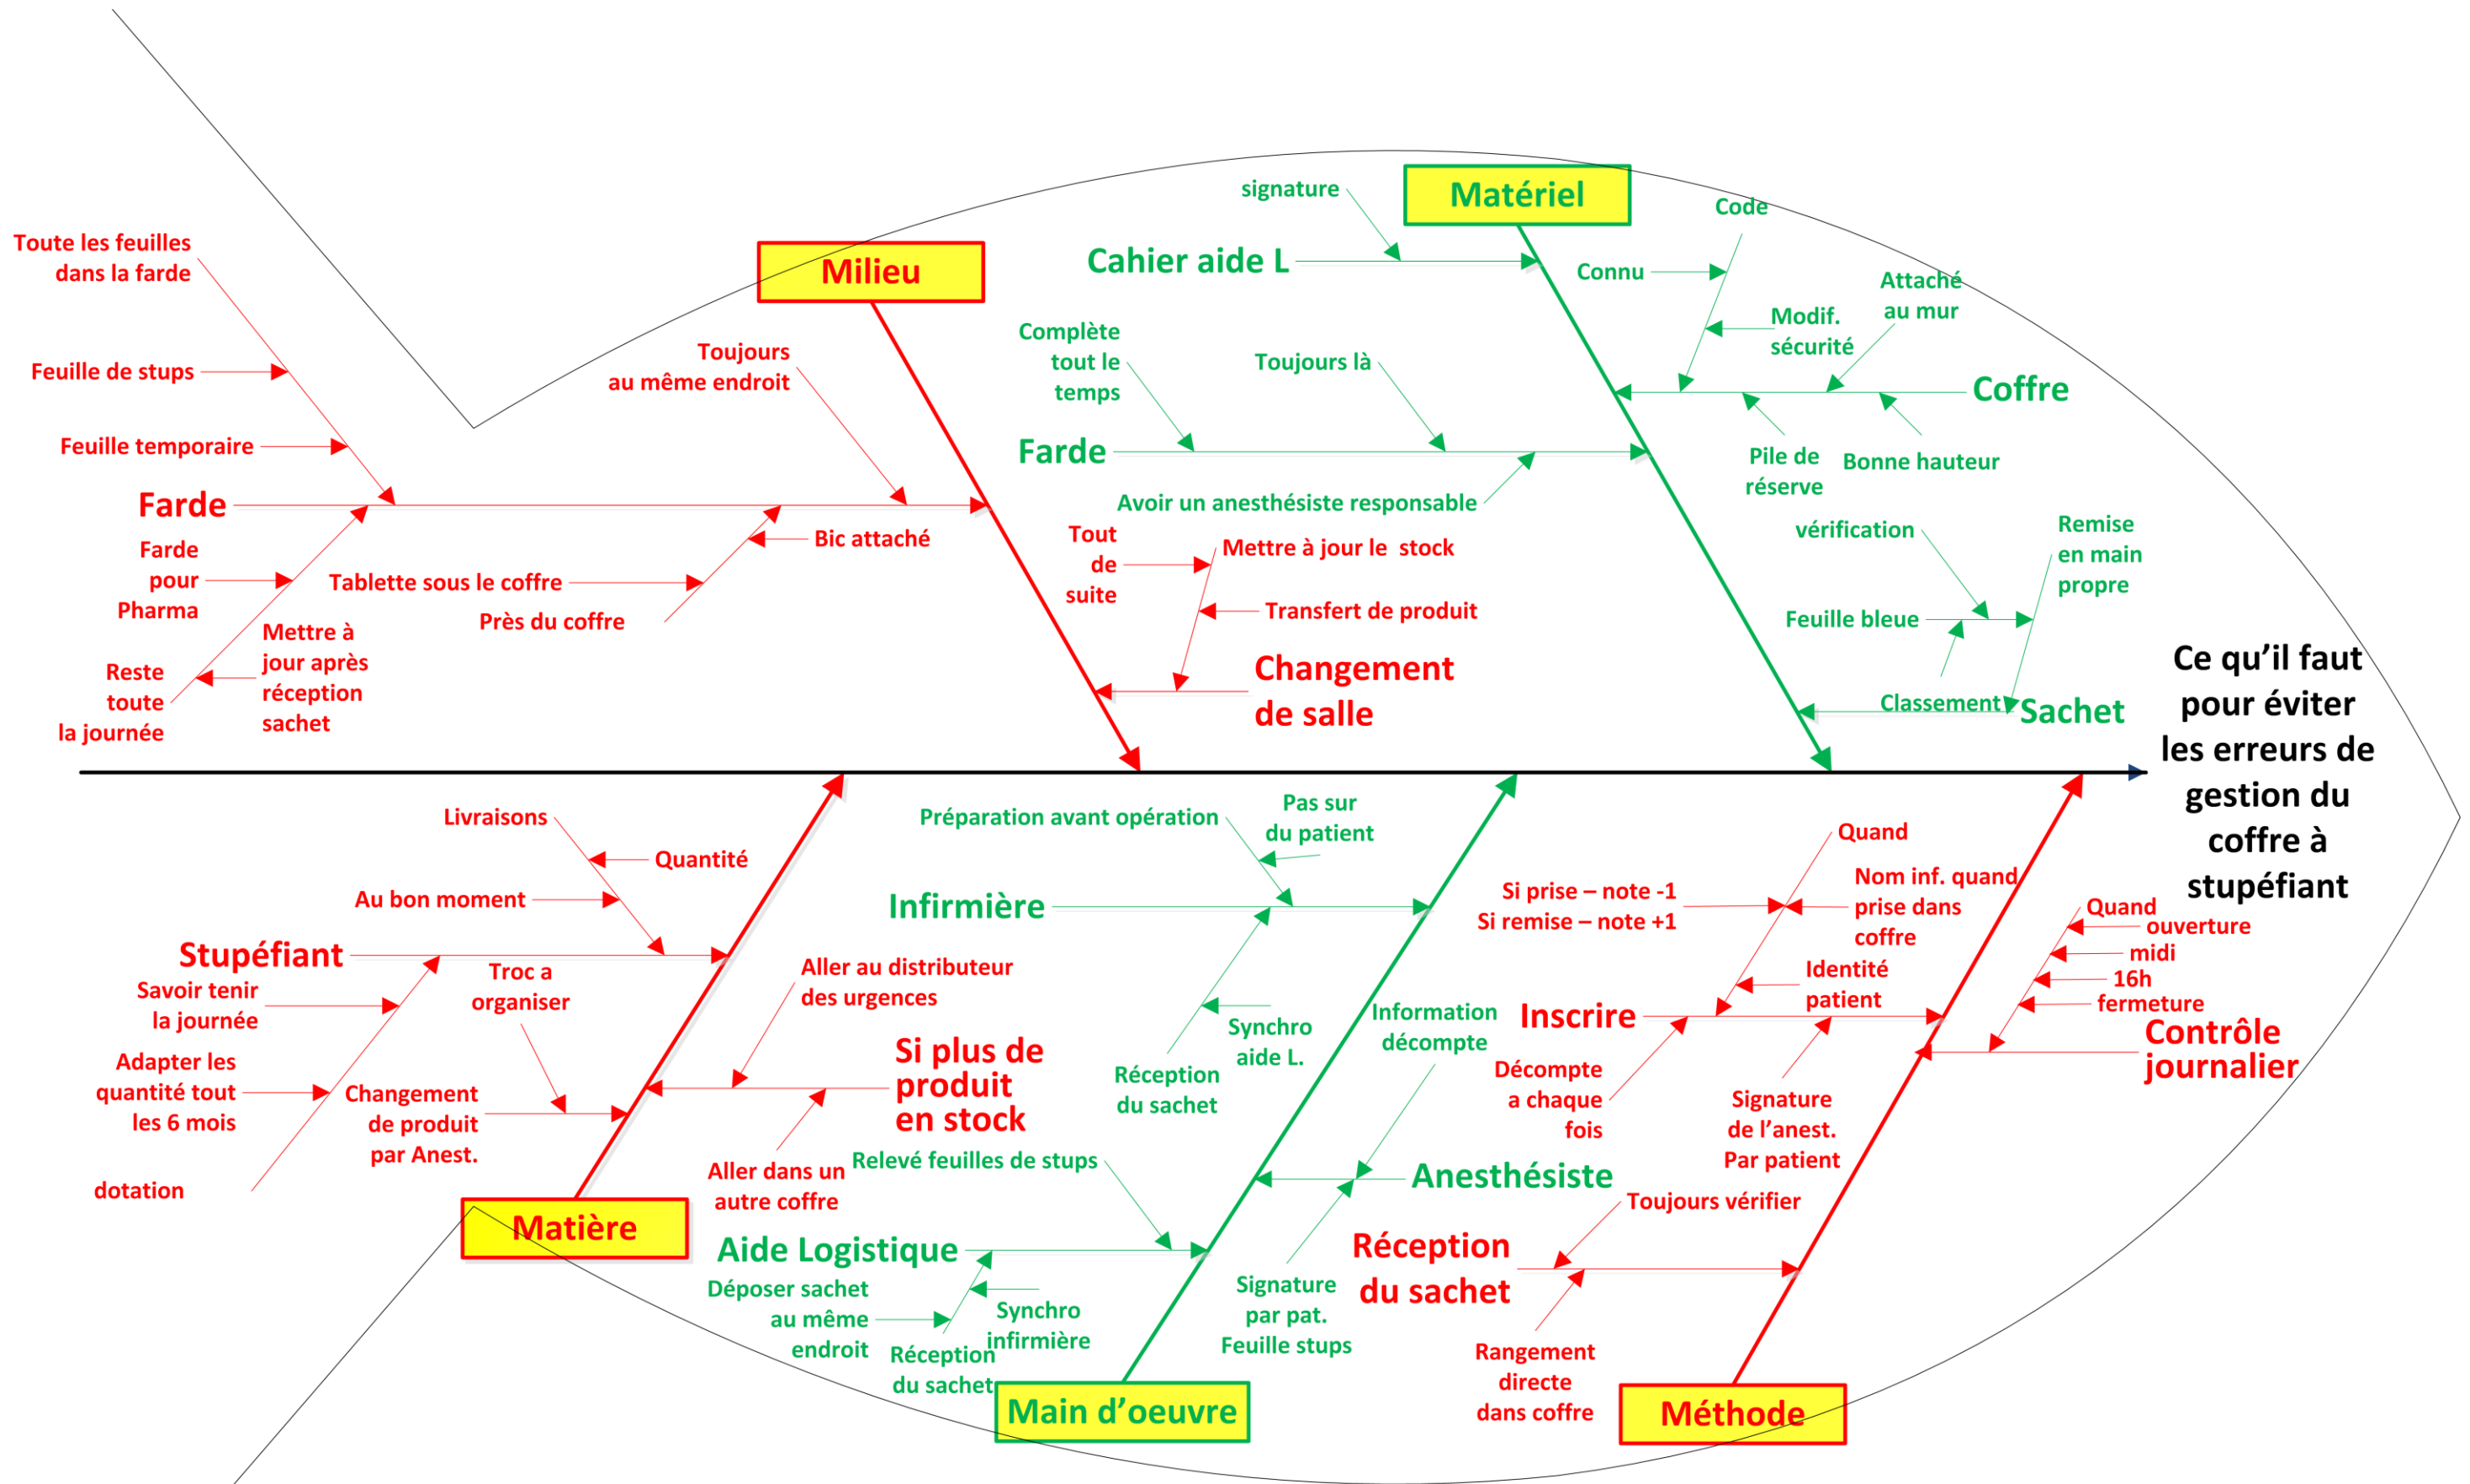 Matériel
signature
Code
Cahier aide L
Connu
Attaché
au mur
Modif.
sécurité
Complète
tout le
temps
Toujours là
Coffre
Farde
Pile de
réserve
Bonne hauteur
Avoir un anesthésiste responsable
vérification
Remise
en main
propre
Feuille bleue
Classement
Sachet
Milieu
Toute les feuilles
dans la farde
Feuille de stups
Feuille temporaire
Toujours
au même endroit
Farde
Farde
pour
Pharma
Bic attaché
Tablette sous le coffre
Près du coffre
Mettre à
jour après
réception
sachet
Reste
toute
la journée
Tout
de
suite
Mettre à jour le  stock
Transfert de produit
Changement
de salle
Ce qu’il faut
pour éviter
les erreurs de
gestion du
coffre à
stupéfiant
Livraisons
Quantité
Au bon moment
Stupéfiant
Savoir tenir
la journée
Adapter les
quantité tout
les 6 mois
dotation
Troc a
organiser
Changement
de produit
par Anest.
Aller au distributeur
des urgences
Si plus de
produit
en stock
Aller dans un
autre coffre
Matière
Préparation avant opération
Pas sur
du patient
Infirmière
Synchro
aide L.
Réception
du sachet
Information
décompte
Anesthésiste
Signature
par pat.
Feuille stups
Relevé feuilles de stups
Aide Logistique
Déposer sachet
au même
endroit
Synchro
infirmière
Réception
du sachet
Main d’oeuvre
Quand
Si prise – note -1
Si remise – note +1
Nom inf. quand
prise dans
coffre
Identité
patient
Inscrire
Décompte
a chaque
fois
Signature
de l’anest.
Par patient
Quand
ouverture
midi
16h
fermeture
Contrôle
journalier
Toujours vérifier
Réception
du sachet
Rangement
directe
dans coffre
Méthode